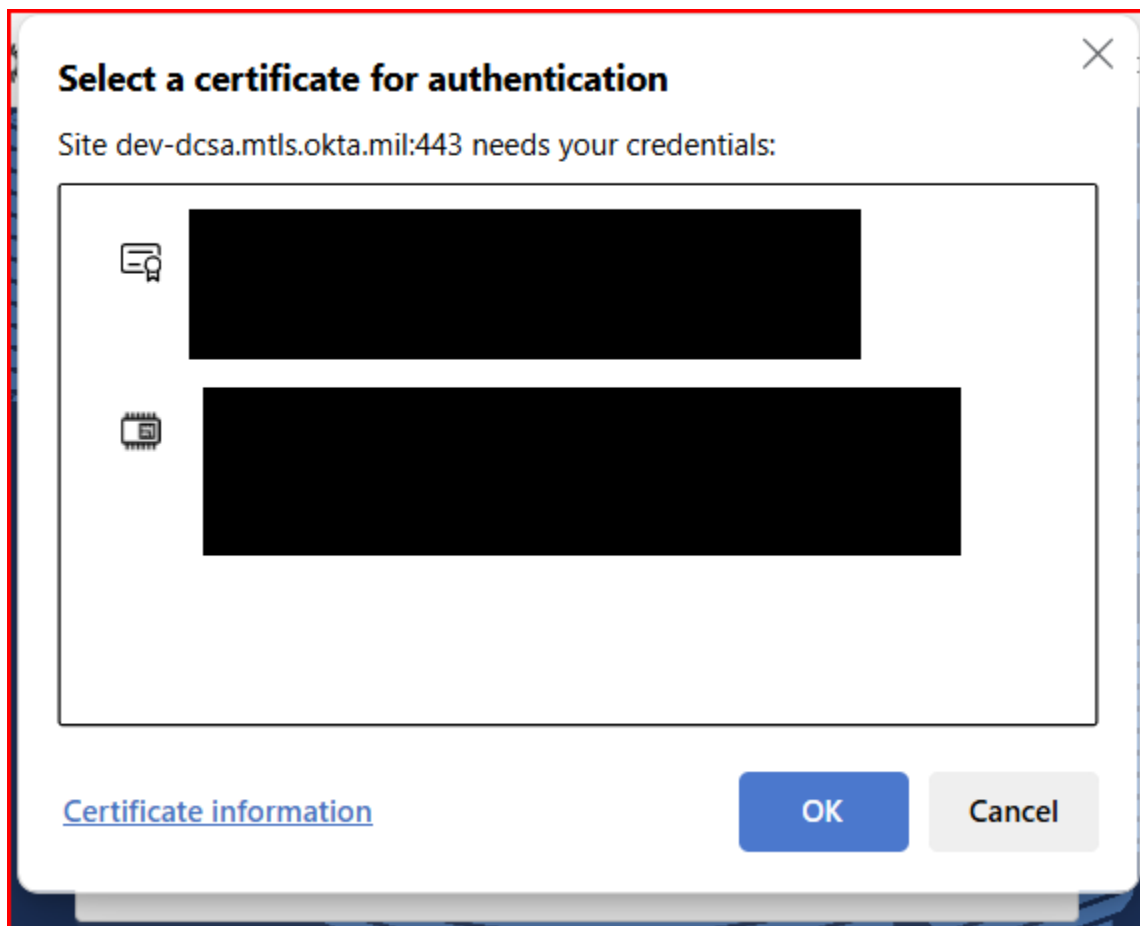 Select a certificate for authentication
Site dev-dcsa.mtls.okta.mil:443 needs your credentials:
Certificate information
OK
Cancel